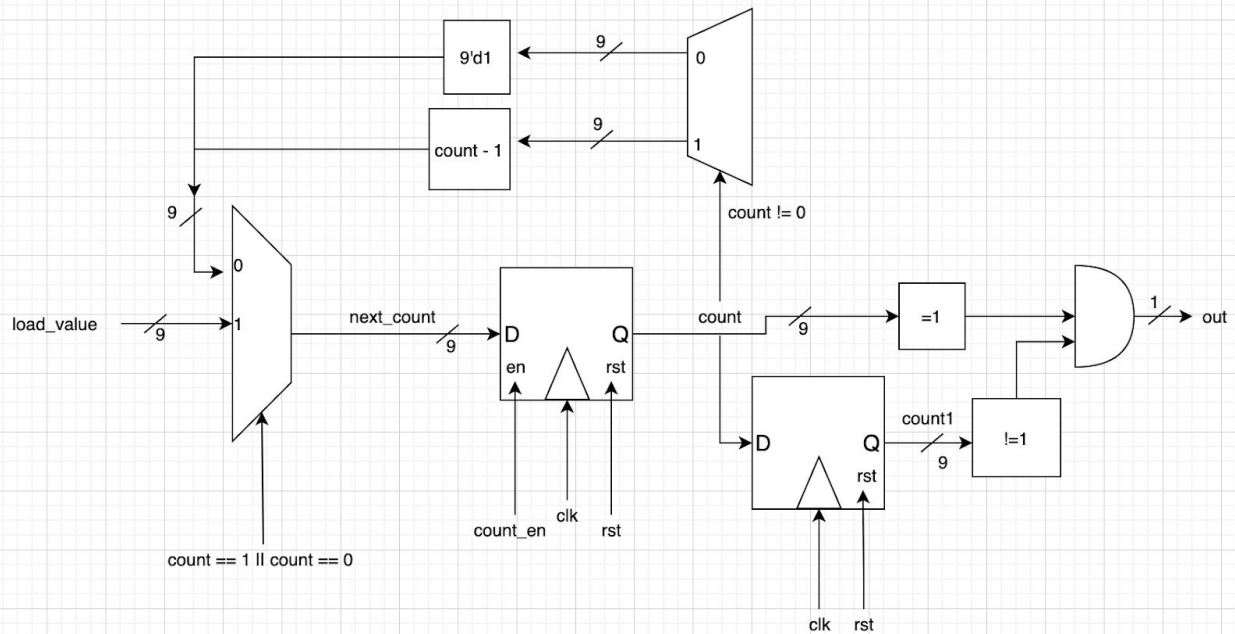 9'd1
9
0
count - 1
9
1
9
count != 0
0
load_value
9
1
next_count
9
D
Q
en
rst
count
9
=1
1
out
count_en
clk
rst
D
Q
rst
count1
9
!=1
count == 1 || count == 0
clk
rst